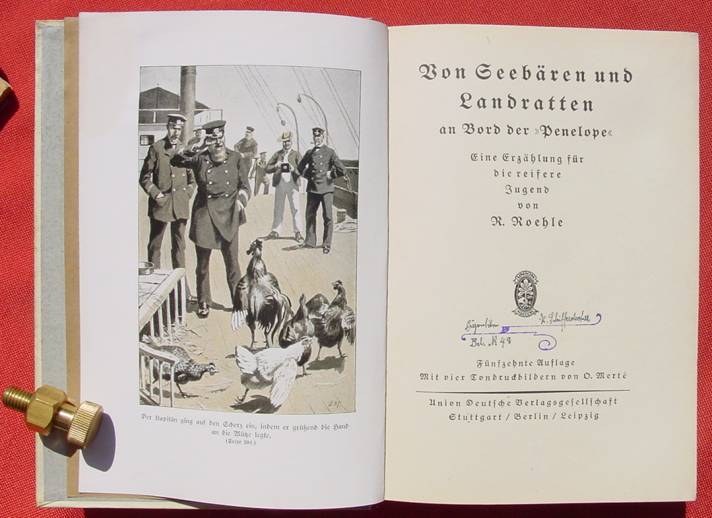 Der Kapitän ging auf den Scherz ein, indem er grüßend die Hand
an die Mütze legte.
Von Seebären und
Landratten
an Bord der »Penelope«
Eine Erzählung für
die reifere
Jugend
von
R. Roehle
Fünfzehnte Auflage
Mit vier Tondruckbildern von O. Merté
Union Deutsche Verlagsgesellschaft
Stuttgart / Berlin / Leipzig